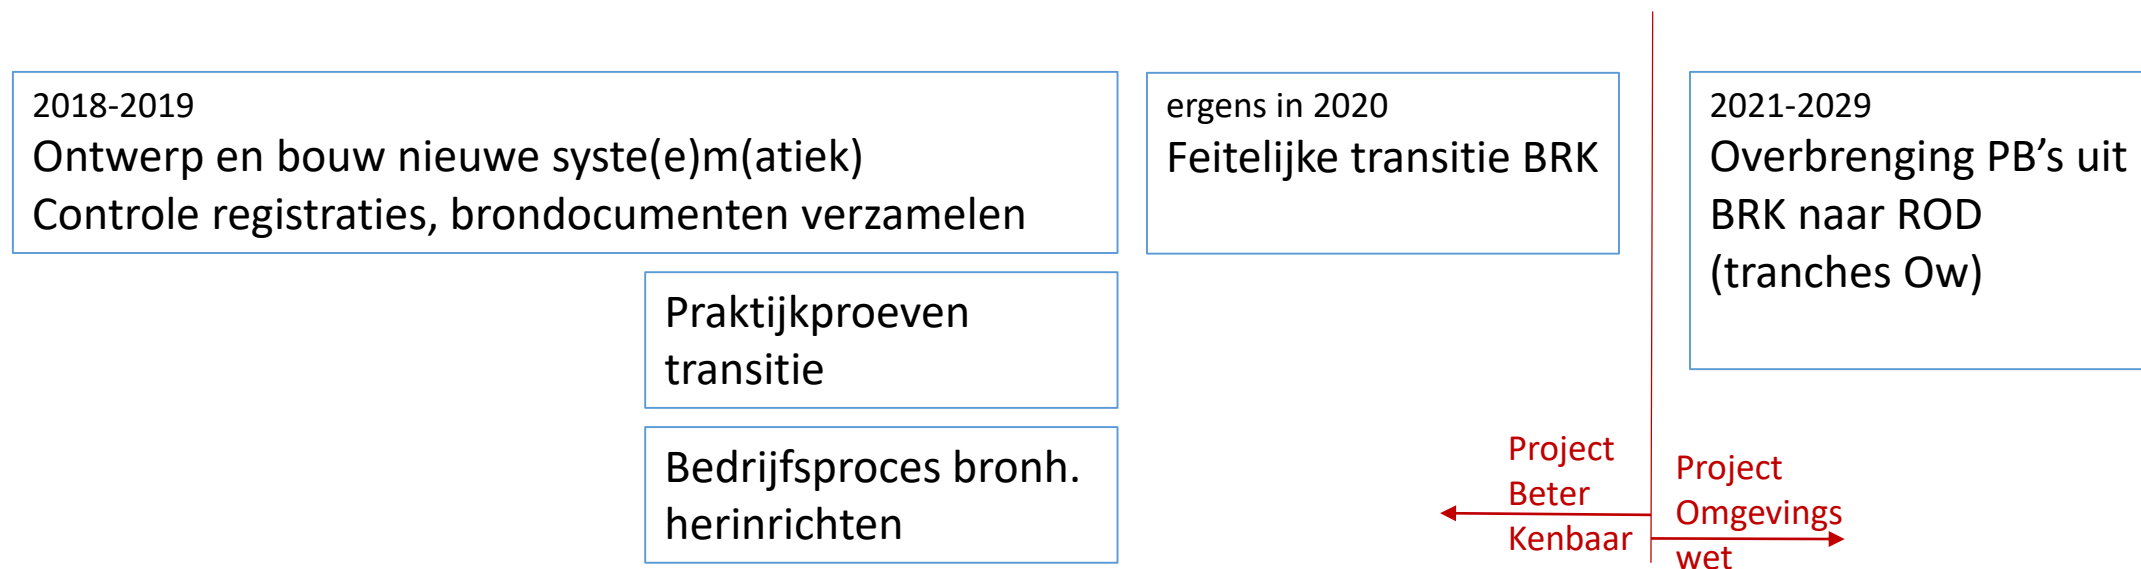 2018-2019
Ontwerp en bouw nieuwe syste(e)m(atiek)
Controle registraties, brondocumenten verzamelen
ergens in 2020
Feitelijke transitie BRK
2021-2029
Overbrenging PB’s uit
BRK naar ROD
(tranches Ow)
Praktijkproeven
transitie
Bedrijfsproces bronh.
herinrichten
Project
Beter
Kenbaar
Project
Omgevings
wet